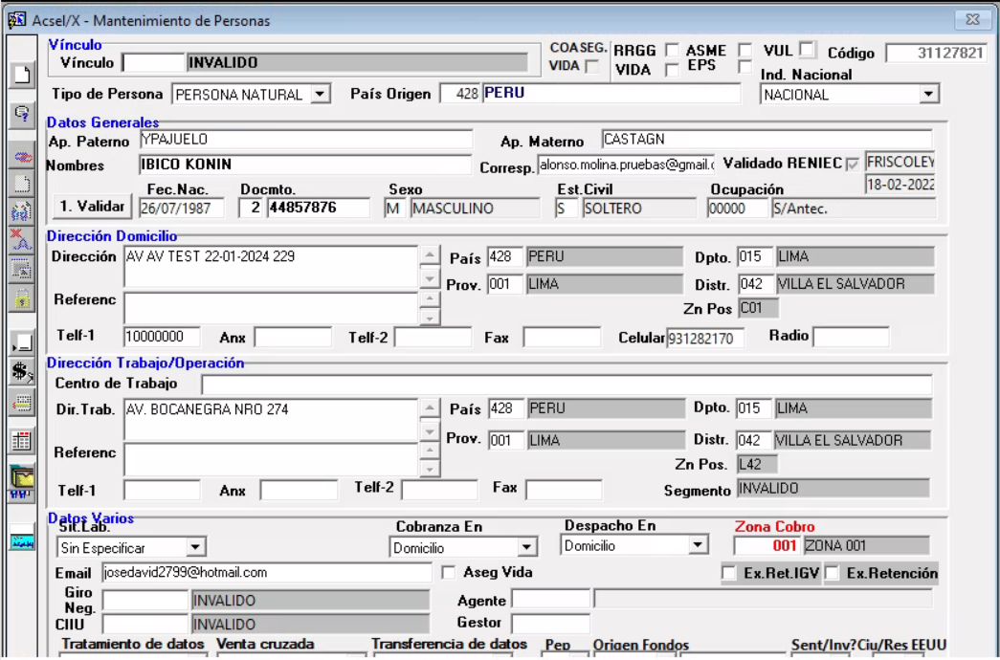 Acsel/X - Mantenimiento de Personas
Vínculo
Vínculo INVALIDO COASEG. VIDA RRGG VIDA ASME EPS VUL Código 31127821
Tipo de Persona PERSONA NATURAL País Origen 428 PERU Ind. Nacional NACIONAL
Datos Generales
Ap. Paterno YPAJUELO Ap. Materno CASTAGN
Nombres IBICO KONIN Corresp. alonso.molina.pruebas@gmail.c Validado RENIEC FRISCOLEY
18-02-2022
Fec.Nac. Docmto. Sexo Est.Civil Ocupación
1. Validar 26/07/1987 2 44857876 M MASCULINO S SOLTERO 00000 S/Antec.
Dirección Domicilio
Dirección AV AV TEST 22-01-2024 229 País 428 PERU Dpto. 015 LIMA
Prov. 001 LIMA Distr. 042 VILLA EL SALVADOR
Referenc Zn Pos C01
Telf-1 10000000 Anx Telf-2 Fax Celular 931282170 Radio
Dirección Trabajo/Operación
Centro de Trabajo
Dir.Trab. AV. BOCANEGRA NRO 274 País 428 PERU Dpto. 015 LIMA
Prov. 001 LIMA Distr. 042 VILLA EL SALVADOR
Referenc Zn Pos. L42
Telf-1 Anx Telf-2 Fax Segmento INVALIDO
Datos Varios
Sit.Lab. Cobranza En Despacho En Zona Cobro
Sin Especificar Domicilio Domicilio 001 ZONA 001
Email josedavid2799@hotmail.com Aseg Vida Ex.Ret.IGV Ex.Retención
Giro Neg. INVALIDO Agente
CIIU INVALIDO Gestor
Tratamiento de datos Venta cruzada Transferencia de datos Pep Origen Fondos Sent/Inv?Ciu/Res EEUU